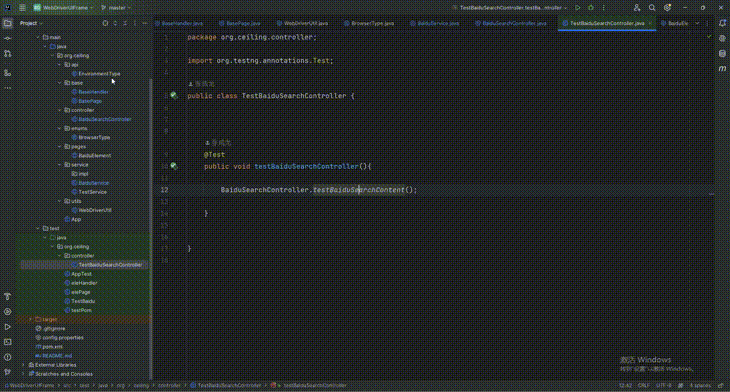 WebDriverUIFrame
master
TestBaiduSearchController.testBa...ontroller
Project
BaseHandler.java
BasePage.java
WebDriverUtil.java
BrowserType.java
BaiduService.java
BaiduSearchController.java
TestBaiduSearchController.java
BaiduEle
main
java
org.ceiling
api
EnvironmentType
base
BaseHandler
BasePage
controller
BaiduSearchController
enums
BrowserType
pages
BaiduElement
service
impl
BaiduService
TestService
utils
WebDriverUtil
App
test
java
org.ceiling
controller
TestBaiduSearchController
AppTest
eleHandler
elePage
TestBaidu
testPom
target
.gitignore
config.properties
pom.xml
README.md
External Libraries
Scratches and Consoles
1 package org.ceiling.controller;
import org.testng.annotations.Test;
public class TestBaiduSearchController {
@Test
public void testBaiduSearchController(){
12 BaiduSearchController.testBaiduSearchContent();
}
}
激活 Windows
转到"设置"以激活 Windows。
WebDriverUIFrame > src > test > java > org > ceiling > controller > TestBaiduSearchController > testBaiduSearchController
12:42 CRLF UTF-8 4 spaces